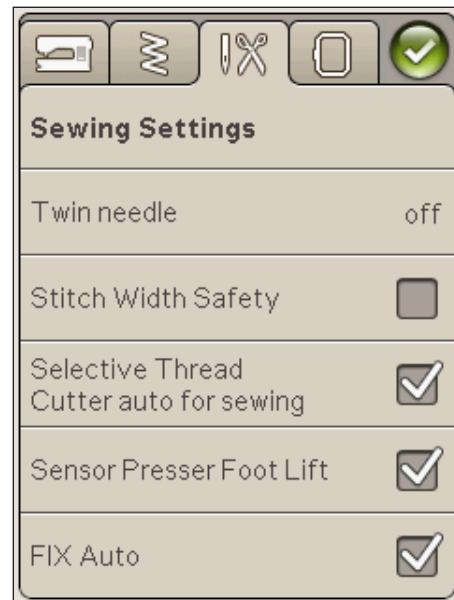 Sewing Settings
Twin needle off
Stitch Width Safety
Selective Thread
Cutter auto for sewing
Sensor Presser Foot Lift
FIX Auto